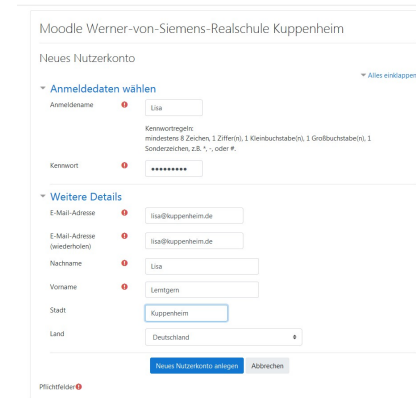 Moodle Werner-von-Siemens-Realschule Kuppenheim
Neues Nutzerkonto
Alles einklappen
Anmeldedaten wählen
Anmeldename
Lisa
Kennwortregeln:
mindestens 8 Zeichen, 1 Ziffer(n), 1 Kleinbuchstabe(n), 1 Großbuchstabe(n), 1
Sonderzeichen, z.B. *, -, oder #.
Kennwort
•••••••••
Weitere Details
E-Mail-Adresse
lisa@kuppenheim.de
E-Mail-Adresse
(wiederholen)
lisa@kuppenheim.de
Nachname
Lisa
Vorname
Lerntgern
Stadt
Kuppenheim
Land
Deutschland
Neues Nutzerkonto anlegen Abbrechen
Pflichtfelder